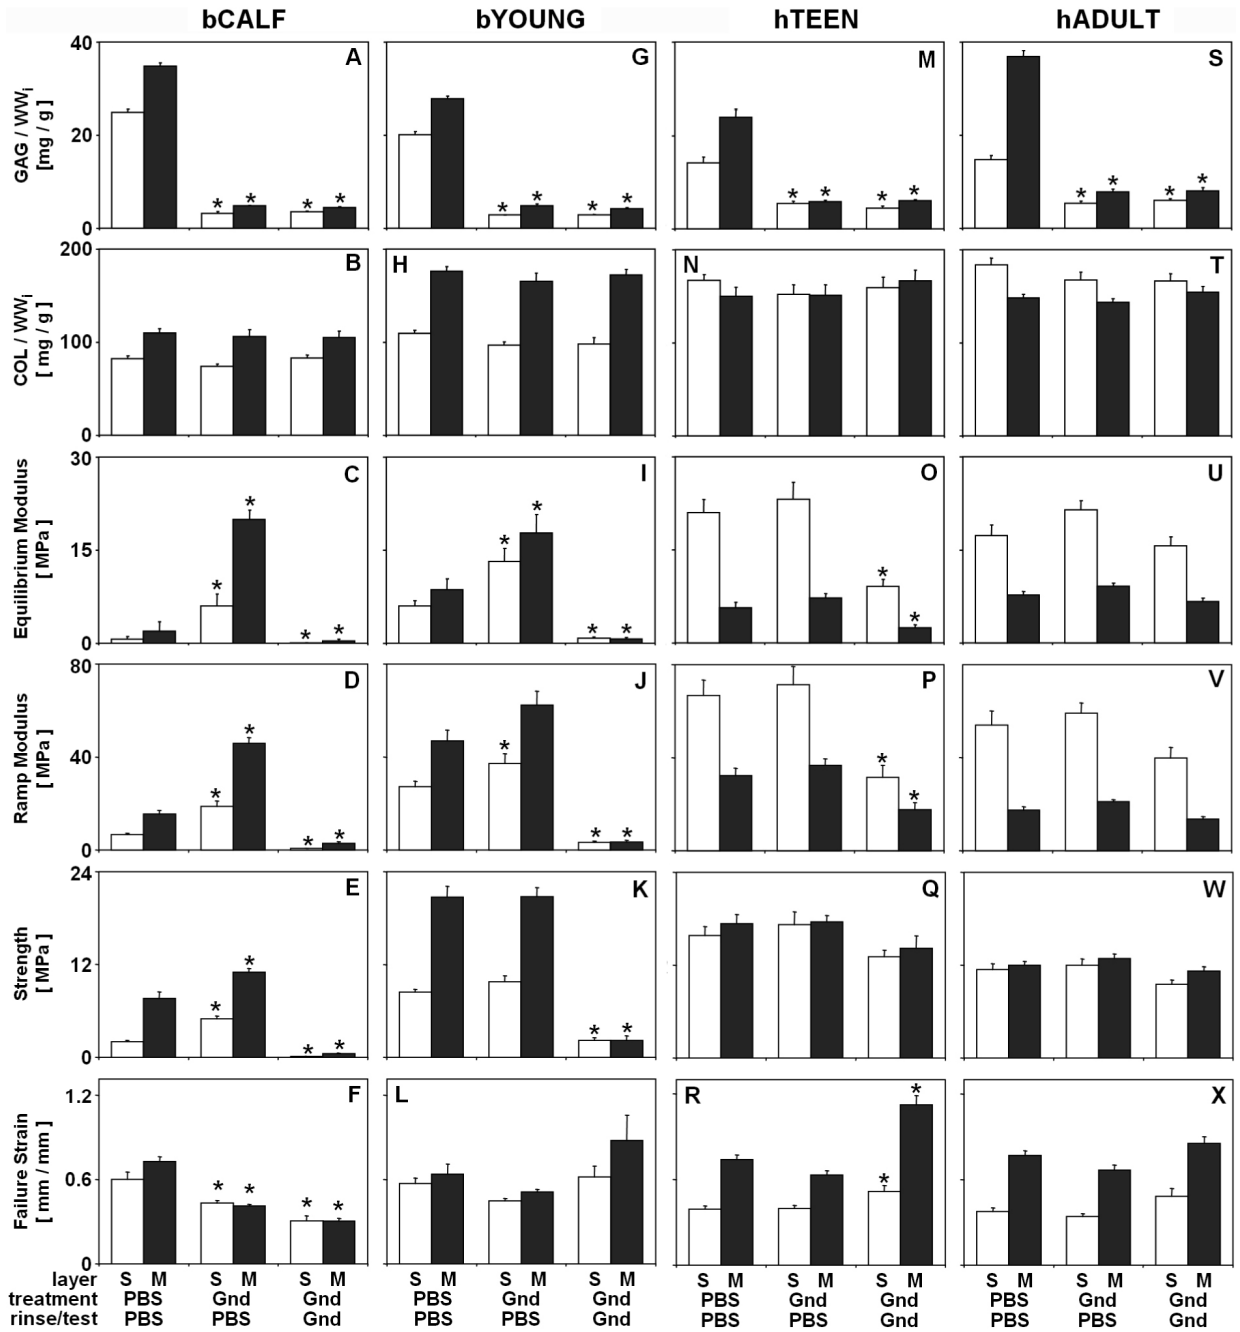 bCALF bYOUNG hTEEN hADULT
GAG / WWi
[mg / g]
40
20
0
A G M S
* * * * * * * * * * * * * * * *
COL / WWi
[ mg / g ]
200
100
0
B H N T
Equilibrium Modulus
[ MPa ]
30
15
0
C I O U
* * * * * * * * * *
Ramp Modulus
[ MPa ]
80
40
0
D J P V
* * * * * * * * *
Strength
[ MPa ]
24
12
0
E K Q W
* * * * * *
Failure Strain
[ mm / mm ]
1.2
0.6
0
F L R X
* * * * * *
layer S M S M S M S M S M S M S M S M S M S M S M S M
treatment PBS Gnd Gnd PBS Gnd Gnd PBS Gnd Gnd PBS Gnd Gnd
rinse/test PBS PBS Gnd PBS PBS Gnd PBS PBS Gnd PBS PBS Gnd